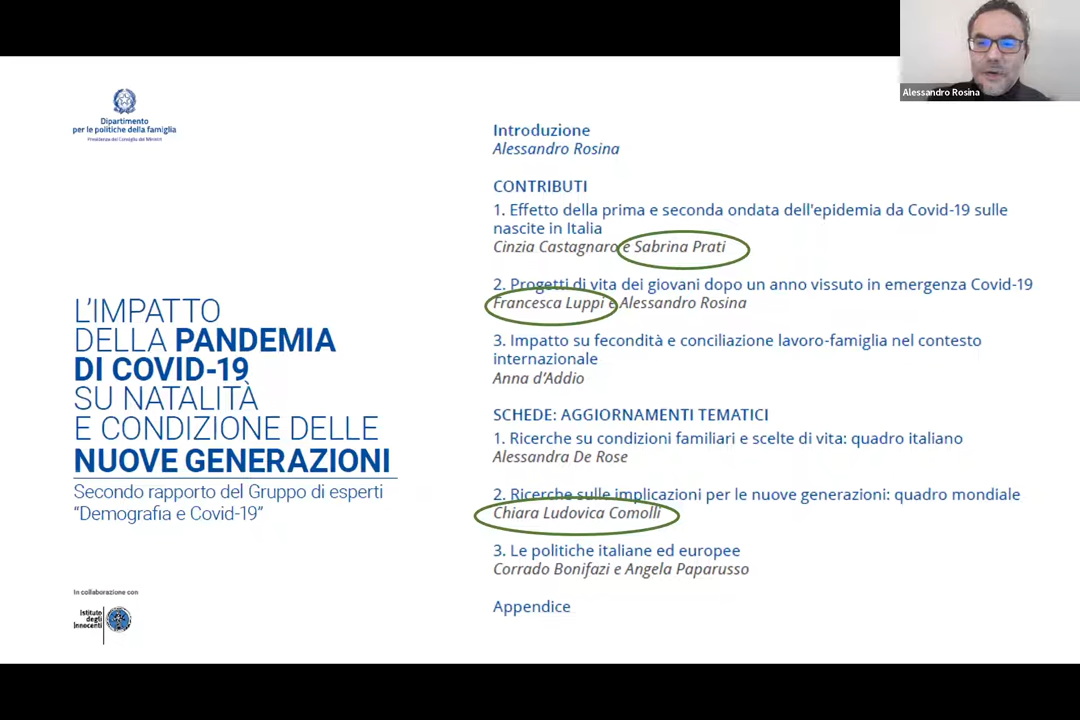 Alessandro Rosina
Dipartimento
per le politiche della famiglia
Presidenza del Consiglio dei Ministri
L'IMPATTO
DELLA PANDEMIA
DI COVID-19
SU NATALITÀ
E CONDIZIONE DELLE
NUOVE GENERAZIONI
Secondo rapporto del Gruppo di esperti
“Demografia e Covid-19”
In collaborazione con
Istituto
degli
Innocenti
Introduzione
Alessandro Rosina
CONTRIBUTI
1. Effetto della prima e seconda ondata dell'epidemia da Covid-19 sulle
nascite in Italia
Cinzia Castagnaro e Sabrina Prati
2. Progetti di vita dei giovani dopo un anno vissuto in emergenza Covid-19
Francesca Luppi e Alessandro Rosina
3. Impatto su fecondità e conciliazione lavoro-famiglia nel contesto
internazionale
Anna d’Addio
SCHEDE: AGGIORNAMENTI TEMATICI
1. Ricerche su condizioni familiari e scelte di vita: quadro italiano
Alessandra De Rose
2. Ricerche sulle implicazioni per le nuove generazioni: quadro mondiale
Chiara Ludovica Comolli
3. Le politiche italiane ed europee
Corrado Bonifazi e Angela Paparusso
Appendice